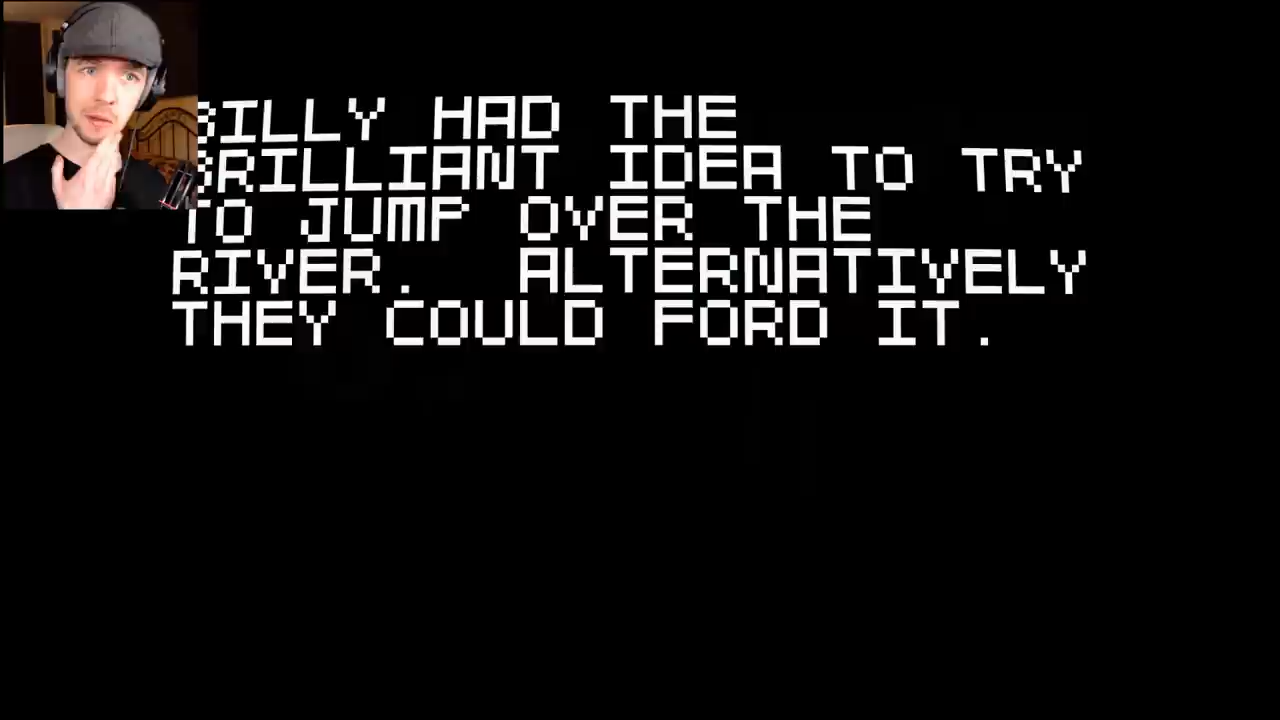 BILLY HAD THE
BRILLIANT IDEA TO TRY
TO JUMP OVER THE
RIVER. ALTERNATIVELY
THEY COULD FORD IT.